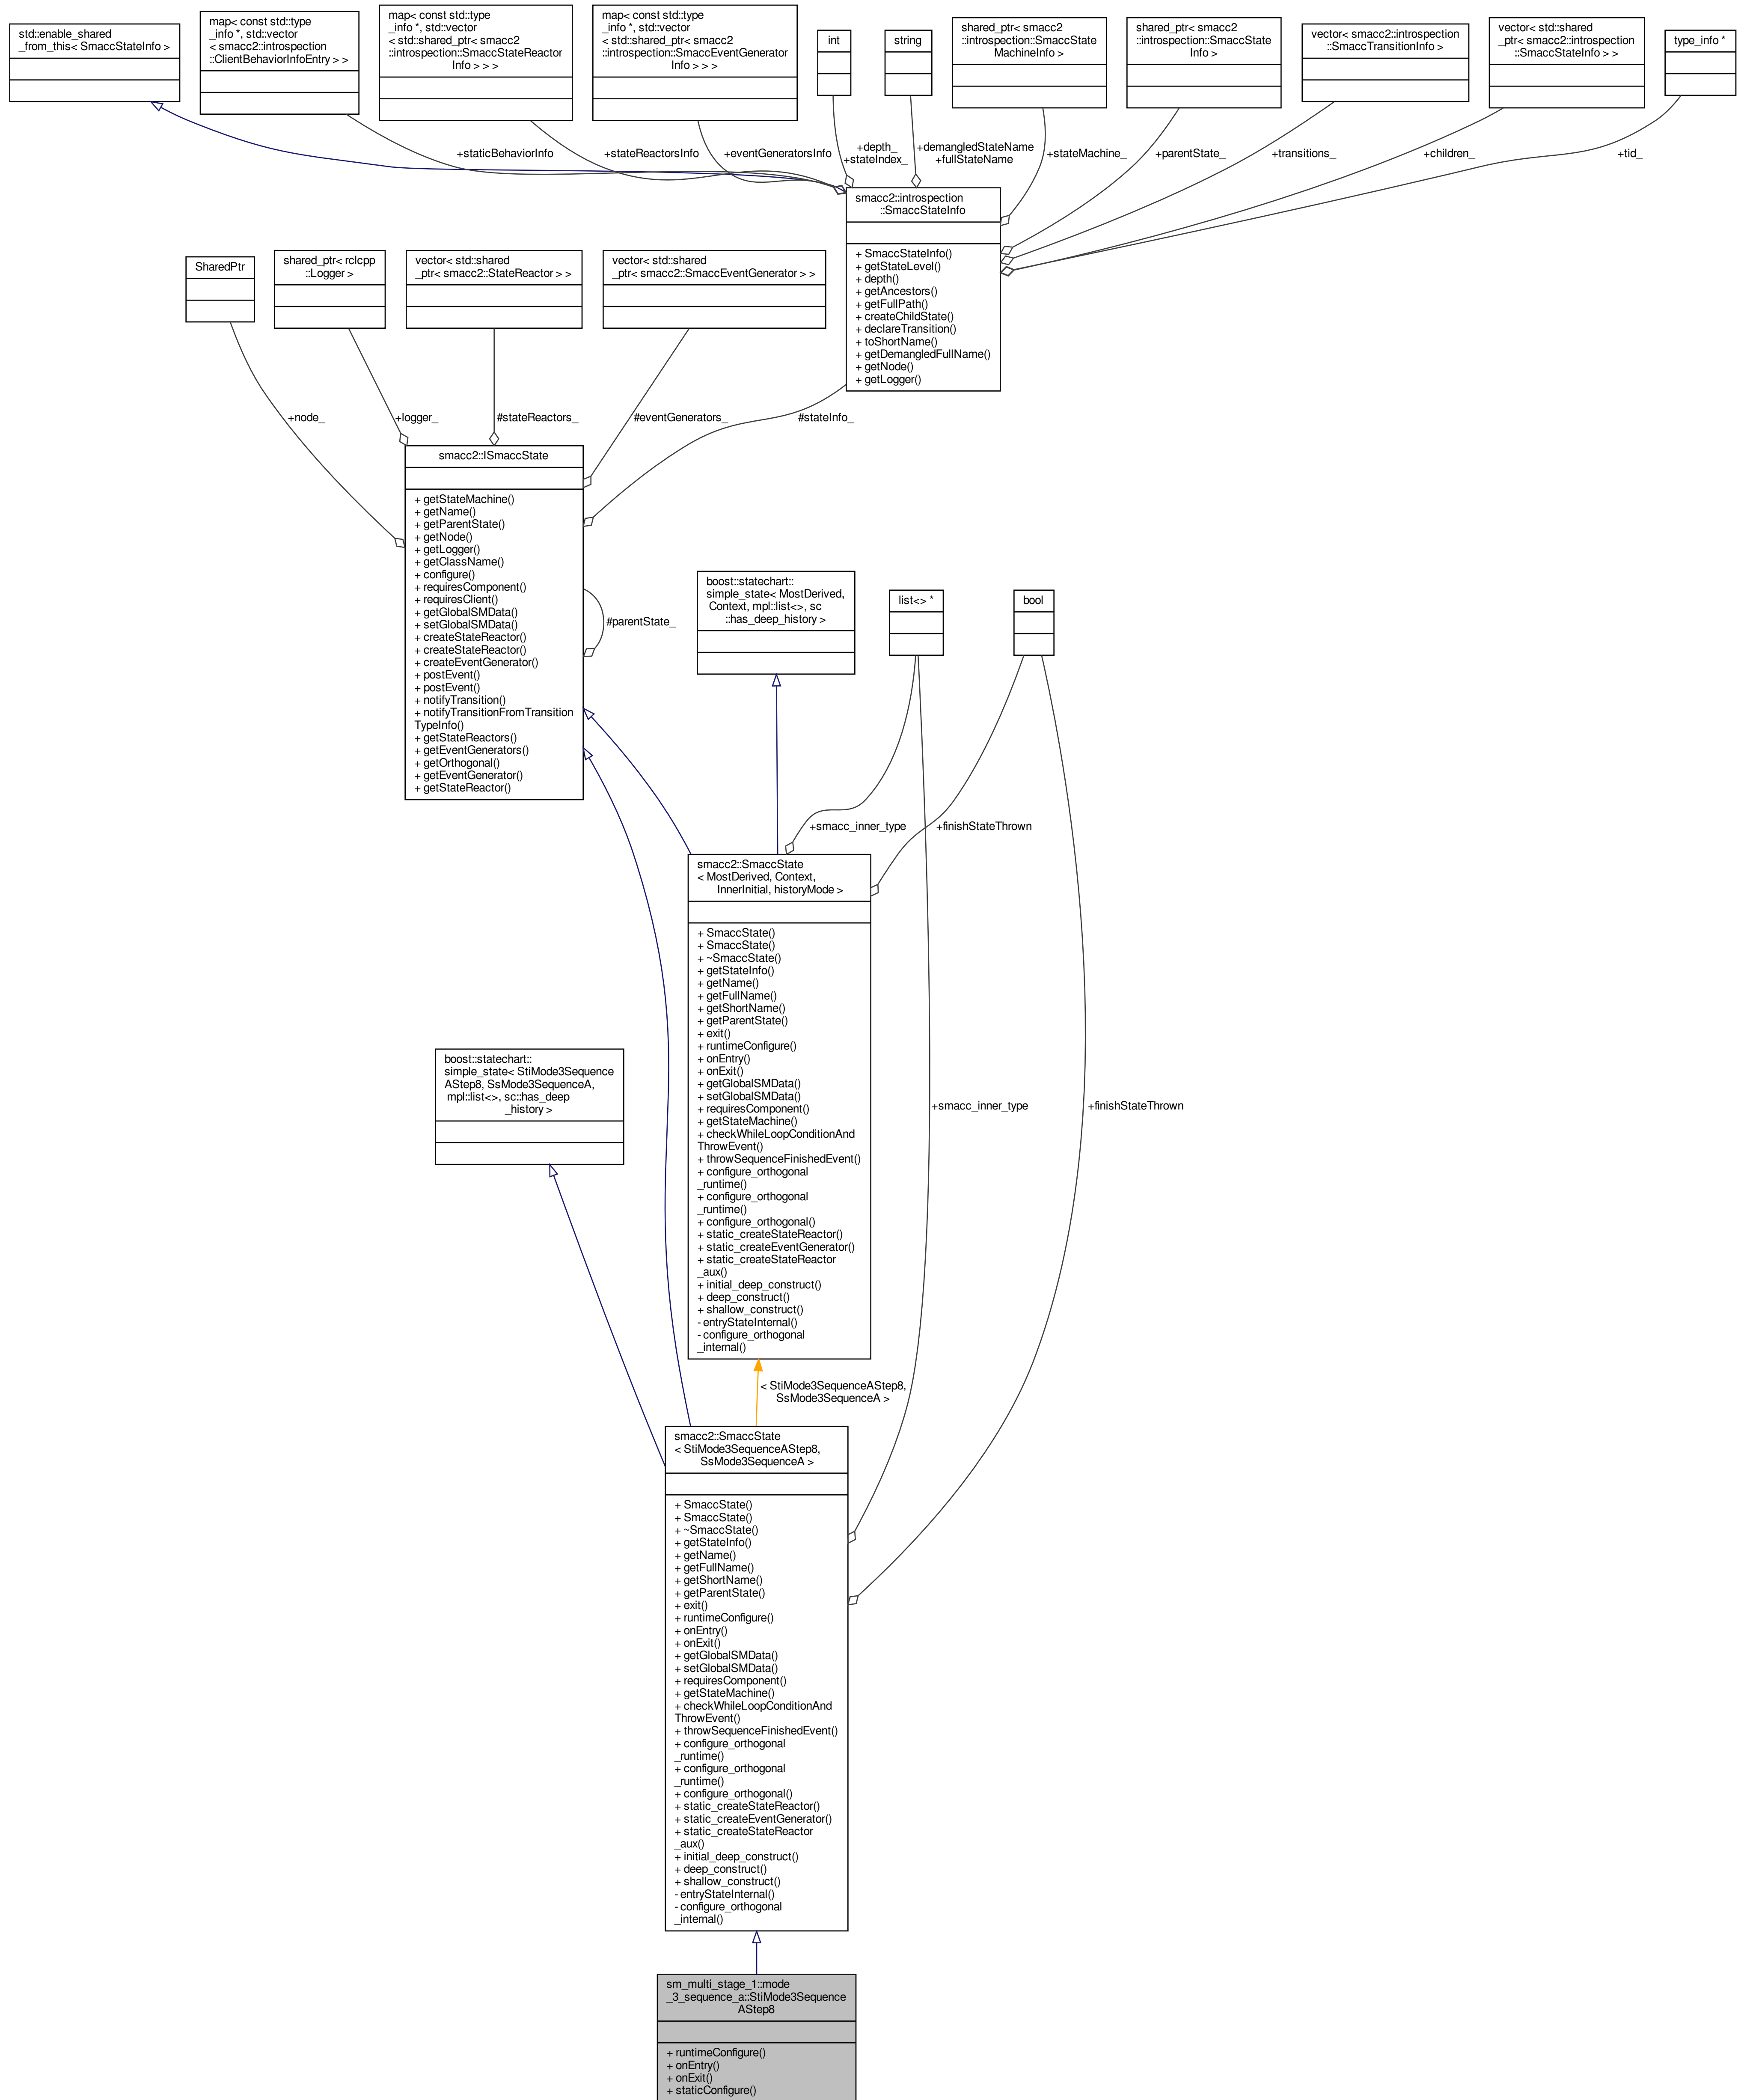 std::enable_shared
_from_this< SmaccStateInfo >
map< const std::type
_info *, std::vector
< smacc2::introspection
::ClientBehaviorInfoEntry > >
map< const std::type
_info *, std::vector
< std::shared_ptr< smacc2
::introspection::SmaccStateReactor
Info > > >
map< const std::type
_info *, std::vector
< std::shared_ptr< smacc2
::introspection::SmaccEventGenerator
Info > > >
int
string
shared_ptr< smacc2
::introspection::SmaccState
MachineInfo >
shared_ptr< smacc2
::introspection::SmaccState
Info >
vector< smacc2::introspection
::SmaccTransitionInfo >
vector< std::shared
_ptr< smacc2::introspection
::SmaccStateInfo > >
type_info *
+staticBehaviorInfo
+stateReactorsInfo
+eventGeneratorsInfo
+depth_
+stateIndex_
+demangledStateName
+fullStateName
+stateMachine_
+parentState_
+transitions_
+children_
+tid_
smacc2::introspection
::SmaccStateInfo
+ SmaccStateInfo()
+ getStateLevel()
+ depth()
+ getAncestors()
+ getFullPath()
+ createChildState()
+ declareTransition()
+ toShortName()
+ getDemangledFullName()
+ getNode()
+ getLogger()
SharedPtr
shared_ptr< rclcpp
::Logger >
vector< std::shared
_ptr< smacc2::StateReactor > >
vector< std::shared
_ptr< smacc2::SmaccEventGenerator > >
+node_
+logger_
#stateReactors_
#eventGenerators_
#stateInfo_
smacc2::ISmaccState
+ getStateMachine()
+ getName()
+ getParentState()
+ getNode()
+ getLogger()
+ getClassName()
+ configure()
+ requiresComponent()
+ requiresClient()
+ getGlobalSMData()
+ setGlobalSMData()
+ createStateReactor()
+ createStateReactor()
+ createEventGenerator()
+ postEvent()
+ postEvent()
+ notifyTransition()
+ notifyTransitionFromTransition
TypeInfo()
+ getStateReactors()
+ getEventGenerators()
+ getOrthogonal()
+ getEventGenerator()
+ getStateReactor()
#parentState_
boost::statechart::
simple_state< MostDerived,
Context, mpl::list<>, sc
::has_deep_history >
list<> *
bool
+smacc_inner_type
+finishStateThrown
smacc2::SmaccState
< MostDerived, Context,
InnerInitial, historyMode >
+ SmaccState()
+ SmaccState()
+ ~SmaccState()
+ getStateInfo()
+ getName()
+ getFullName()
+ getShortName()
+ getParentState()
+ exit()
+ runtimeConfigure()
+ onEntry()
+ onExit()
+ getGlobalSMData()
+ setGlobalSMData()
+ requiresComponent()
+ getStateMachine()
+ checkWhileLoopConditionAnd
ThrowEvent()
+ throwSequenceFinishedEvent()
+ configure_orthogonal
_runtime()
+ configure_orthogonal
_runtime()
+ configure_orthogonal()
+ static_createStateReactor()
+ static_createEventGenerator()
+ static_createStateReactor
_aux()
+ initial_deep_construct()
+ deep_construct()
+ shallow_construct()
- entryStateInternal()
- configure_orthogonal
_internal()
boost::statechart::
simple_state< StiMode3Sequence
AStep8, SsMode3SequenceA,
mpl::list<>, sc::has_deep
_history >
+smacc_inner_type
+finishStateThrown
< StiMode3SequenceAStep8,
SsMode3SequenceA >
smacc2::SmaccState
< StiMode3SequenceAStep8,
SsMode3SequenceA >
+ SmaccState()
+ SmaccState()
+ ~SmaccState()
+ getStateInfo()
+ getName()
+ getFullName()
+ getShortName()
+ getParentState()
+ exit()
+ runtimeConfigure()
+ onEntry()
+ onExit()
+ getGlobalSMData()
+ setGlobalSMData()
+ requiresComponent()
+ getStateMachine()
+ checkWhileLoopConditionAnd
ThrowEvent()
+ throwSequenceFinishedEvent()
+ configure_orthogonal
_runtime()
+ configure_orthogonal
_runtime()
+ configure_orthogonal()
+ static_createStateReactor()
+ static_createEventGenerator()
+ static_createStateReactor
_aux()
+ initial_deep_construct()
+ deep_construct()
+ shallow_construct()
- entryStateInternal()
- configure_orthogonal
_internal()
sm_multi_stage_1::mode
_3_sequence_a::StiMode3Sequence
AStep8
+ runtimeConfigure()
+ onEntry()
+ onExit()
+ staticConfigure()